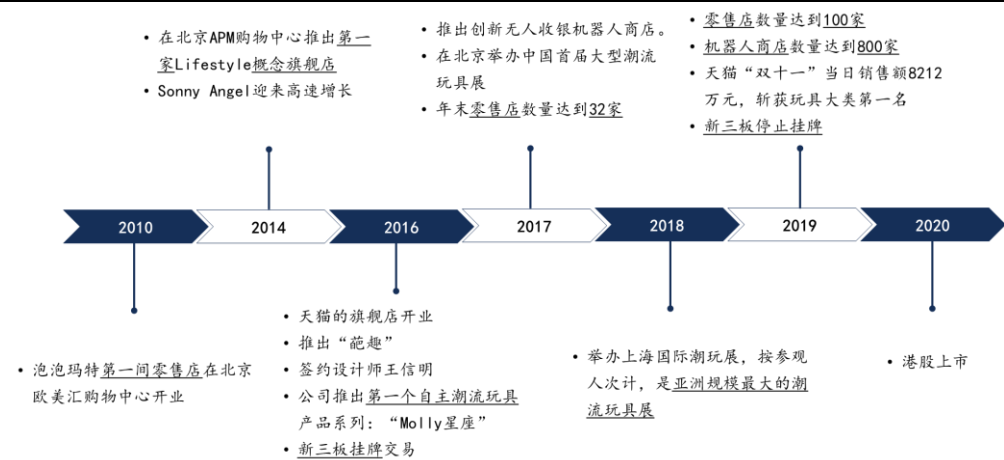 • 在北京APM购物中心推出第一
家Lifestyle概念旗舰店
• Sonny Angel迎来高速增长
• 推出创新无人收银机器人商店。
• 在北京举办中国首届大型潮流
玩具展
• 年末零售店数量达到32家
• 零售店数量达到100家
• 机器人商店数量达到800家
• 天猫“双十一”当日销售额8212
万元，斩获玩具大类第一名
• 新三板停止挂牌
2010
2014
2016
2017
2018
2019
2020
• 泡泡玛特第一间零售店在北京
欧美汇购物中心开业
• 天猫的旗舰店开业
• 推出“葩趣”
• 签约设计师王信明
• 公司推出第一个自主潮流玩具
产品系列：“Molly星座”
• 新三板挂牌交易
• 举办上海国际潮玩展，按参观
人次计，是亚洲规模最大的潮
流玩具展
• 港股上市